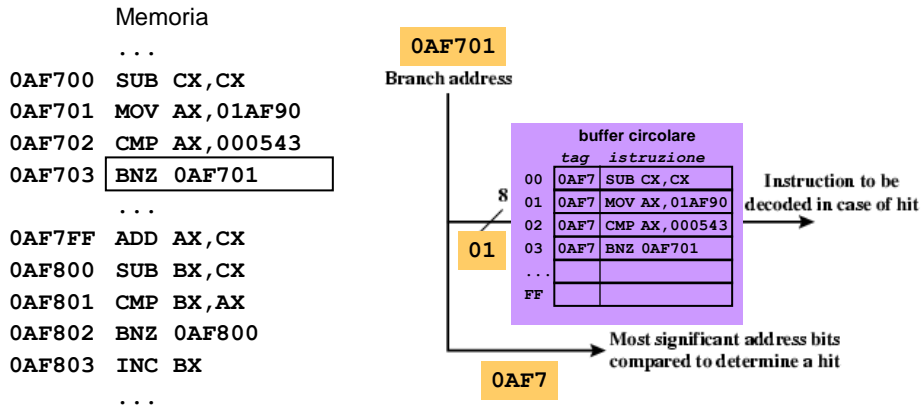 Memoria
...
0AF700 SUB CX,CX
0AF701 MOV AX,01AF90
0AF702 CMP AX,000543
0AF703 BNZ 0AF701
...
0AF7FF ADD AX,CX
0AF800 SUB BX,CX
0AF801 CMP BX,AX
0AF802 BNZ 0AF800
0AF803 INC BX
...
0AF701
Branch address
8
01
buffer circolare
tag istruzione
00 0AF7 SUB CX,CX
01 0AF7 MOV AX,01AF90
02 0AF7 CMP AX,000543
03 0AF7 BNZ 0AF701
...
FF
Instruction to be
decoded in case of hit
Most significant address bits
compared to determine a hit
0AF7